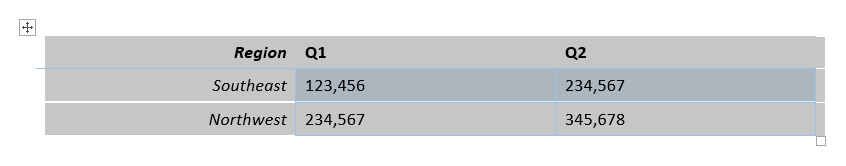 Region Q1 Q2
Southeast 123,456 234,567
Northwest 234,567 345,678